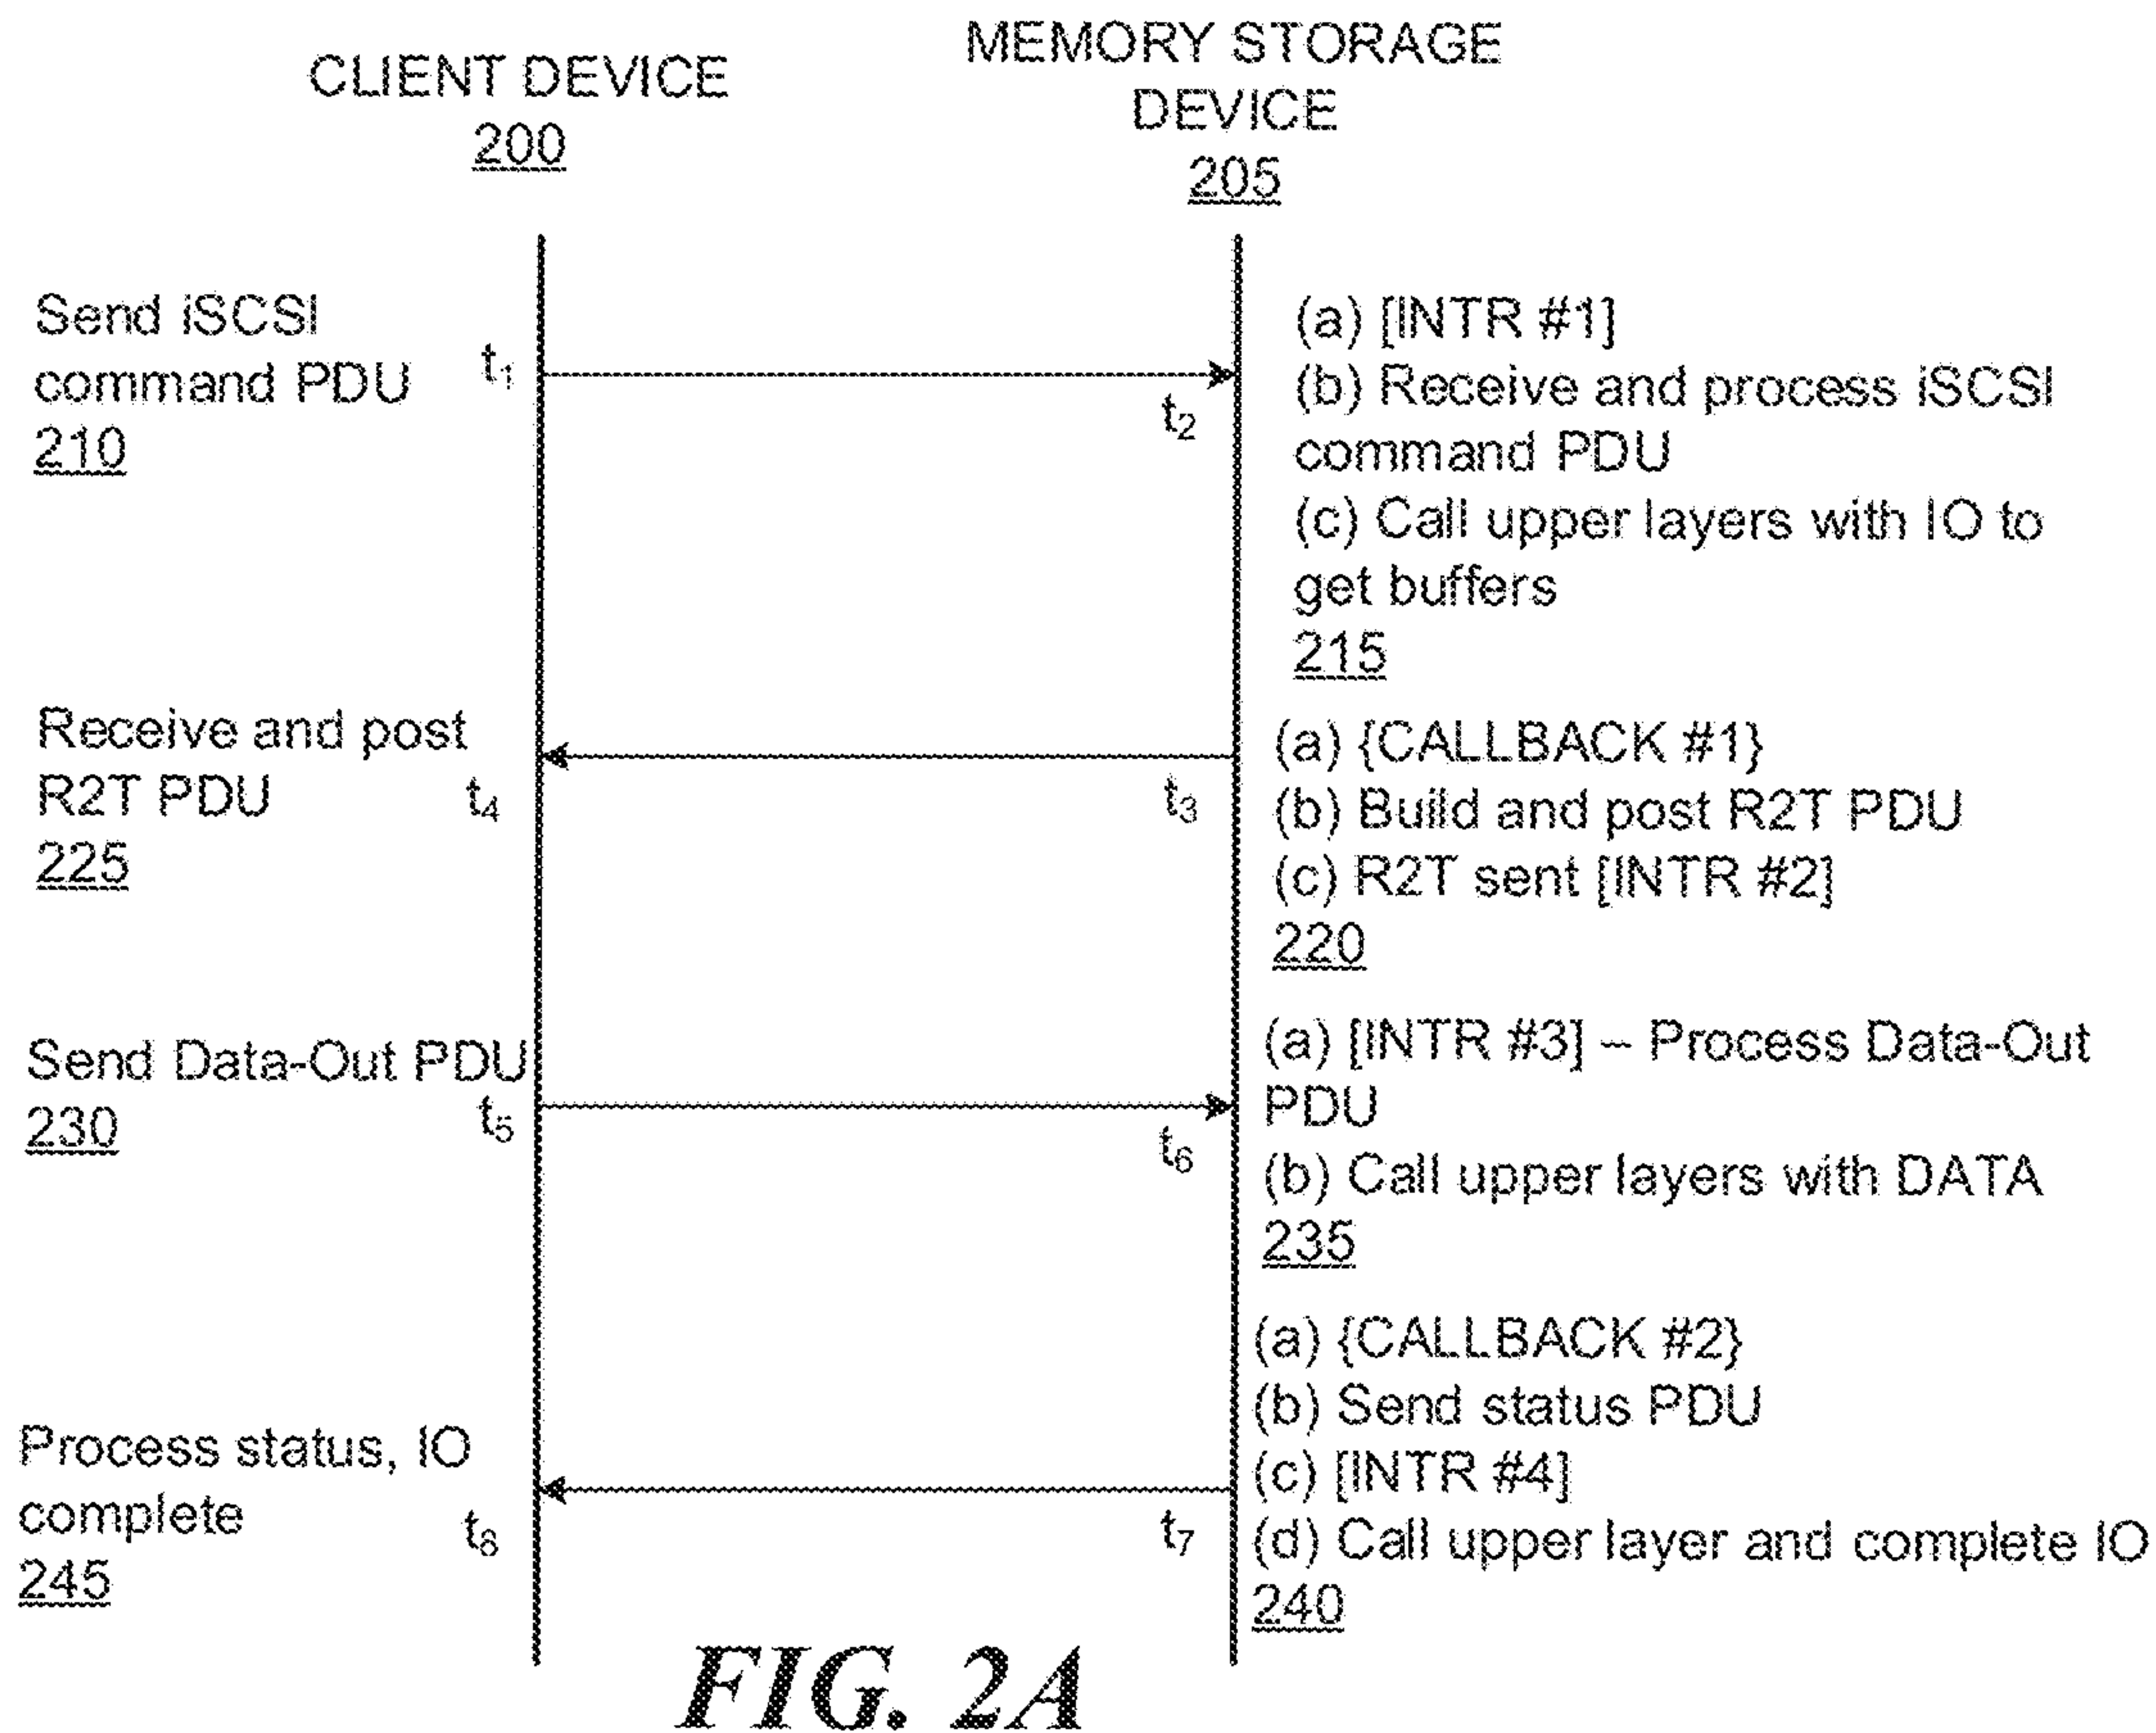 CLIENT DEVICE
200
MEMORY STORAGE
DEVICE
205
Send iSCSI
command PDU
210
t1
t2
(a) [INTR #1]
(b) Receive and process iSCSI
command PDU
(c) Call upper layers with IO to
get buffers
215
Receive and post
R2T PDU
225
t4
t3
(a) {CALLBACK #1}
(b) Build and post R2T PDU
(c) R2T sent [INTR #2]
220
Send Data-Out PDU
230
t5
t6
(a) [INTR #3] – Process Data-Out
PDU
(b) Call upper layers with DATA
235
Process status, IO
complete
245
t8
t7
(a) {CALLBACK #2}
(b) Send status PDU
(c) [INTR #4]
(d) Call upper layer and complete IO
240
FIG. 2A